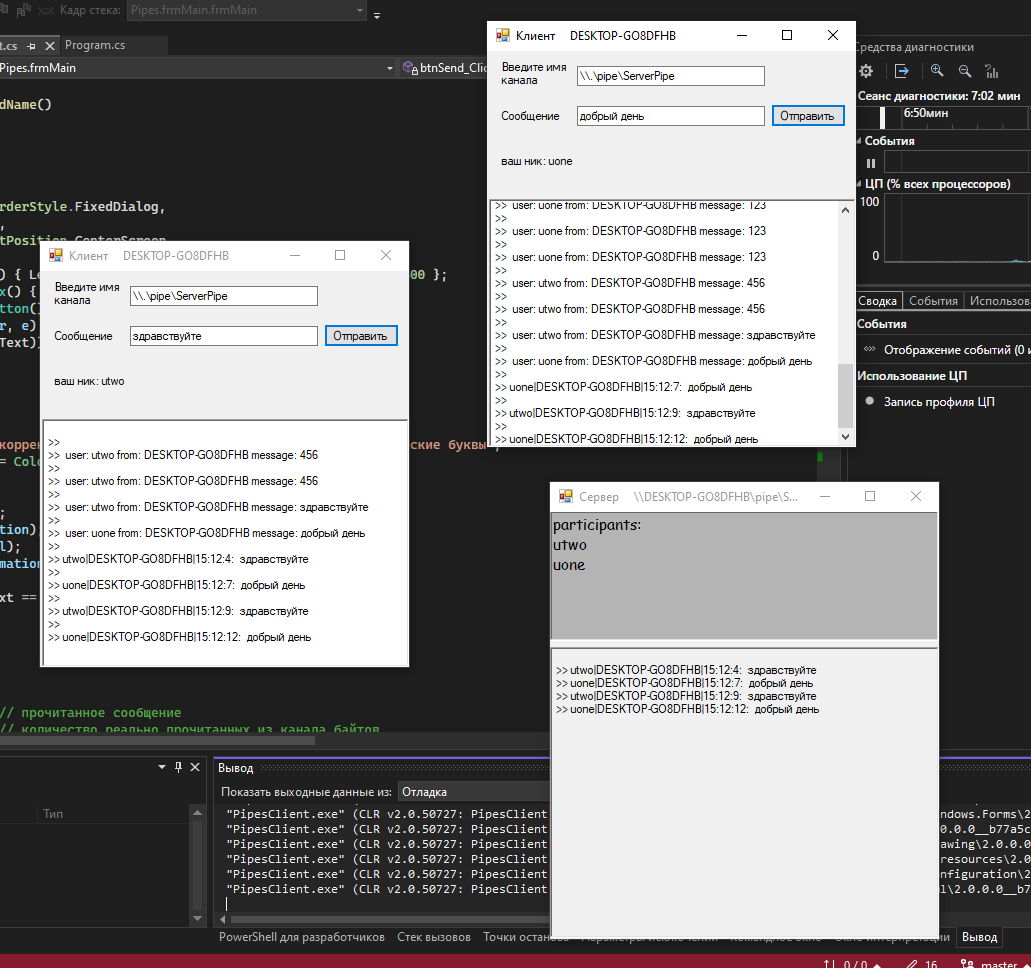 Кадр стека:
Pipes.frmMain.frmMain
t.cs
Program.cs
Pipes.frmMain
btnSend_Clic
dName()
rderStyle.FixedDialog,
,
tPosition.CenterScreen
) { Le
00 };
x() {
tton()
r, e)
Text);
коррек
ские буквы
= Colo
;
tion);
l);
mation
xt ==
// прочитанное сообщение
// количество реально прочитанных из канала байтов
Клиент DESKTOP-GO8DFHB
Введите имя
канала
\\.\pipe\ServerPipe
Сообщение
добрый день
Отправить
ваш ник: uone
>> user: uone from: DESKTOP-GO8DFHB message: 123
>>
>> user: uone from: DESKTOP-GO8DFHB message: 123
>>
>> user: uone from: DESKTOP-GO8DFHB message: 123
>>
>> user: utwo from: DESKTOP-GO8DFHB message: 456
>>
>> user: utwo from: DESKTOP-GO8DFHB message: 456
>>
>> user: utwo from: DESKTOP-GO8DFHB message: здравствуйте
>>
>> user: uone from: DESKTOP-GO8DFHB message: добрый день
>>
>> uone|DESKTOP-GO8DFHB|15:12:7: добрый день
>>
>> utwo|DESKTOP-GO8DFHB|15:12:9: здравствуйте
>>
>> uone|DESKTOP-GO8DFHB|15:12:12: добрый день
Клиент DESKTOP-GO8DFHB
Введите имя
канала
\\.\pipe\ServerPipe
Сообщение
здравствуйте
Отправить
ваш ник: utwo
>>
>> user: utwo from: DESKTOP-GO8DFHB message: 456
>>
>> user: utwo from: DESKTOP-GO8DFHB message: 456
>>
>> user: utwo from: DESKTOP-GO8DFHB message: здравствуйте
>>
>> user: uone from: DESKTOP-GO8DFHB message: добрый день
>>
>> utwo|DESKTOP-GO8DFHB|15:12:4: здравствуйте
>>
>> uone|DESKTOP-GO8DFHB|15:12:7: добрый день
>>
>> utwo|DESKTOP-GO8DFHB|15:12:9: здравствуйте
>>
>> uone|DESKTOP-GO8DFHB|15:12:12: добрый день
Сервер \\DESKTOP-GO8DFHB\pipe\S...
participants:
utwo
uone
>> utwo|DESKTOP-GO8DFHB|15:12:4: здравствуйте
>> uone|DESKTOP-GO8DFHB|15:12:7: добрый день
>> utwo|DESKTOP-GO8DFHB|15:12:9: здравствуйте
>> uone|DESKTOP-GO8DFHB|15:12:12: добрый день
Средства диагностики
Сеанс диагностики: 7:02 мин
6:50мин
События
ЦП (% всех процессоров)
100
0
Сводка
События
Использов
События
Отображение событий (0 и
Использование ЦП
Запись профиля ЦП
Тип
Вывод
Показать выходные данные из:
Отладка
"PipesClient.exe" (CLR v2.0.50727: PipesClient
ndows.Forms\2
"PipesClient.exe" (CLR v2.0.50727: PipesClient
0.0.0__b77a5c
"PipesClient.exe" (CLR v2.0.50727: PipesClient
awing\2.0.0.0
"PipesClient.exe" (CLR v2.0.50727: PipesClient
resources\2.0
"PipesClient.exe" (CLR v2.0.50727: PipesClient
nfiguration\2
"PipesClient.exe" (CLR v2.0.50727: PipesClient
l\2.0.0.0__b7
PowerShell для разработчиков
Стек вызовов
Точки останова
Вывод
0 / 0
16
master